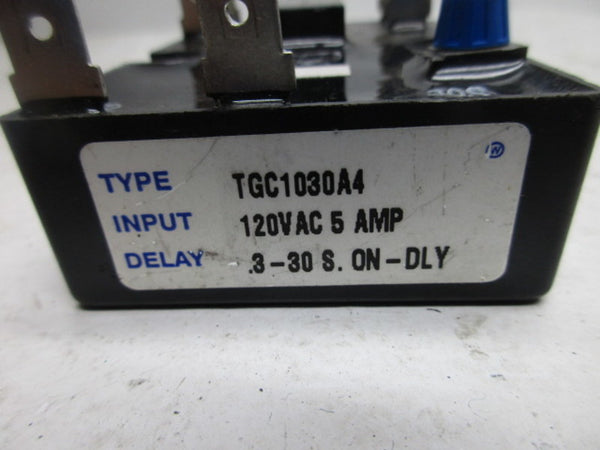 TYPE TGC1030A4
INPUT 120VAC 5 AMP
DELAY .3-30 S. ON-DLY